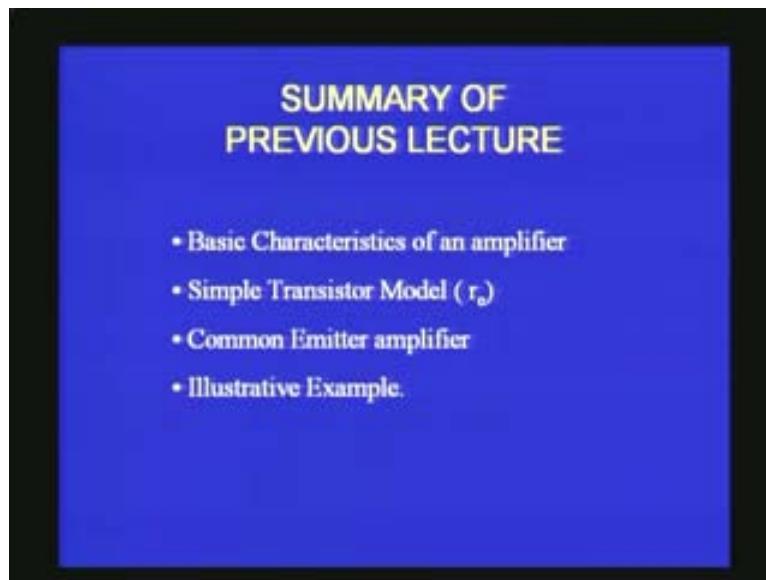 SUMMARY OF
PREVIOUS LECTURE
• Basic Characteristics of an amplifier
• Simple Transistor Model ( rₑ)
• Common Emitter amplifier
• Illustrative Example.